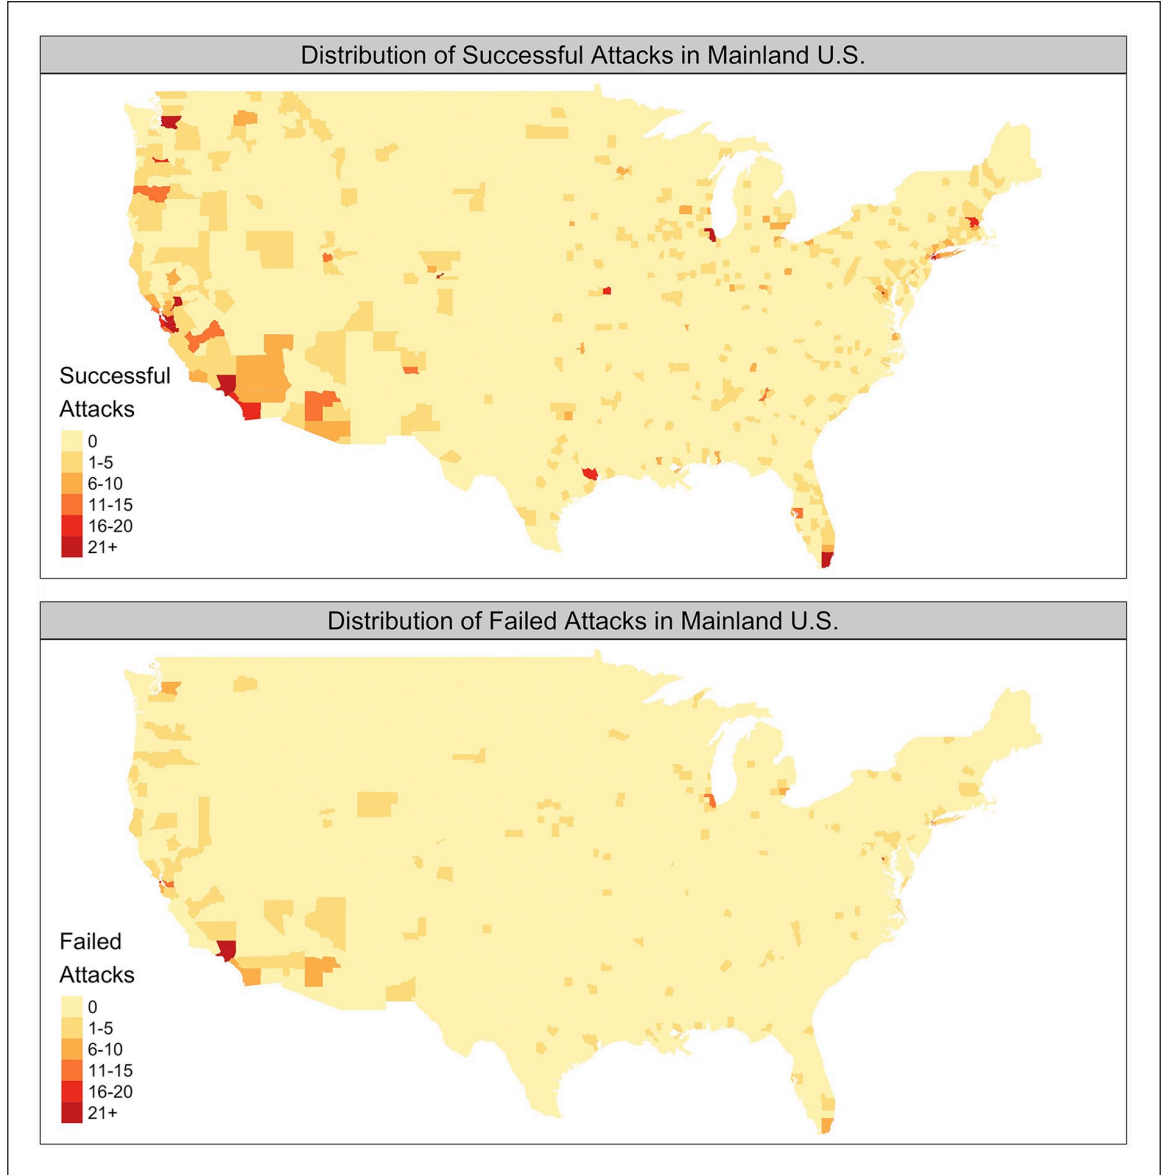 Distribution of Successful Attacks in Mainland U.S.
Successful
Attacks
0
1-5
6-10
11-15
16-20
21+
Distribution of Failed Attacks in Mainland U.S.
Failed
Attacks
0
1-5
6-10
11-15
16-20
21+